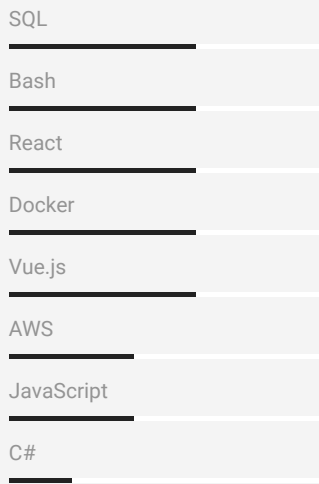 SQL
Bash
React
Docker
Vue.js
AWS
JavaScript
C#